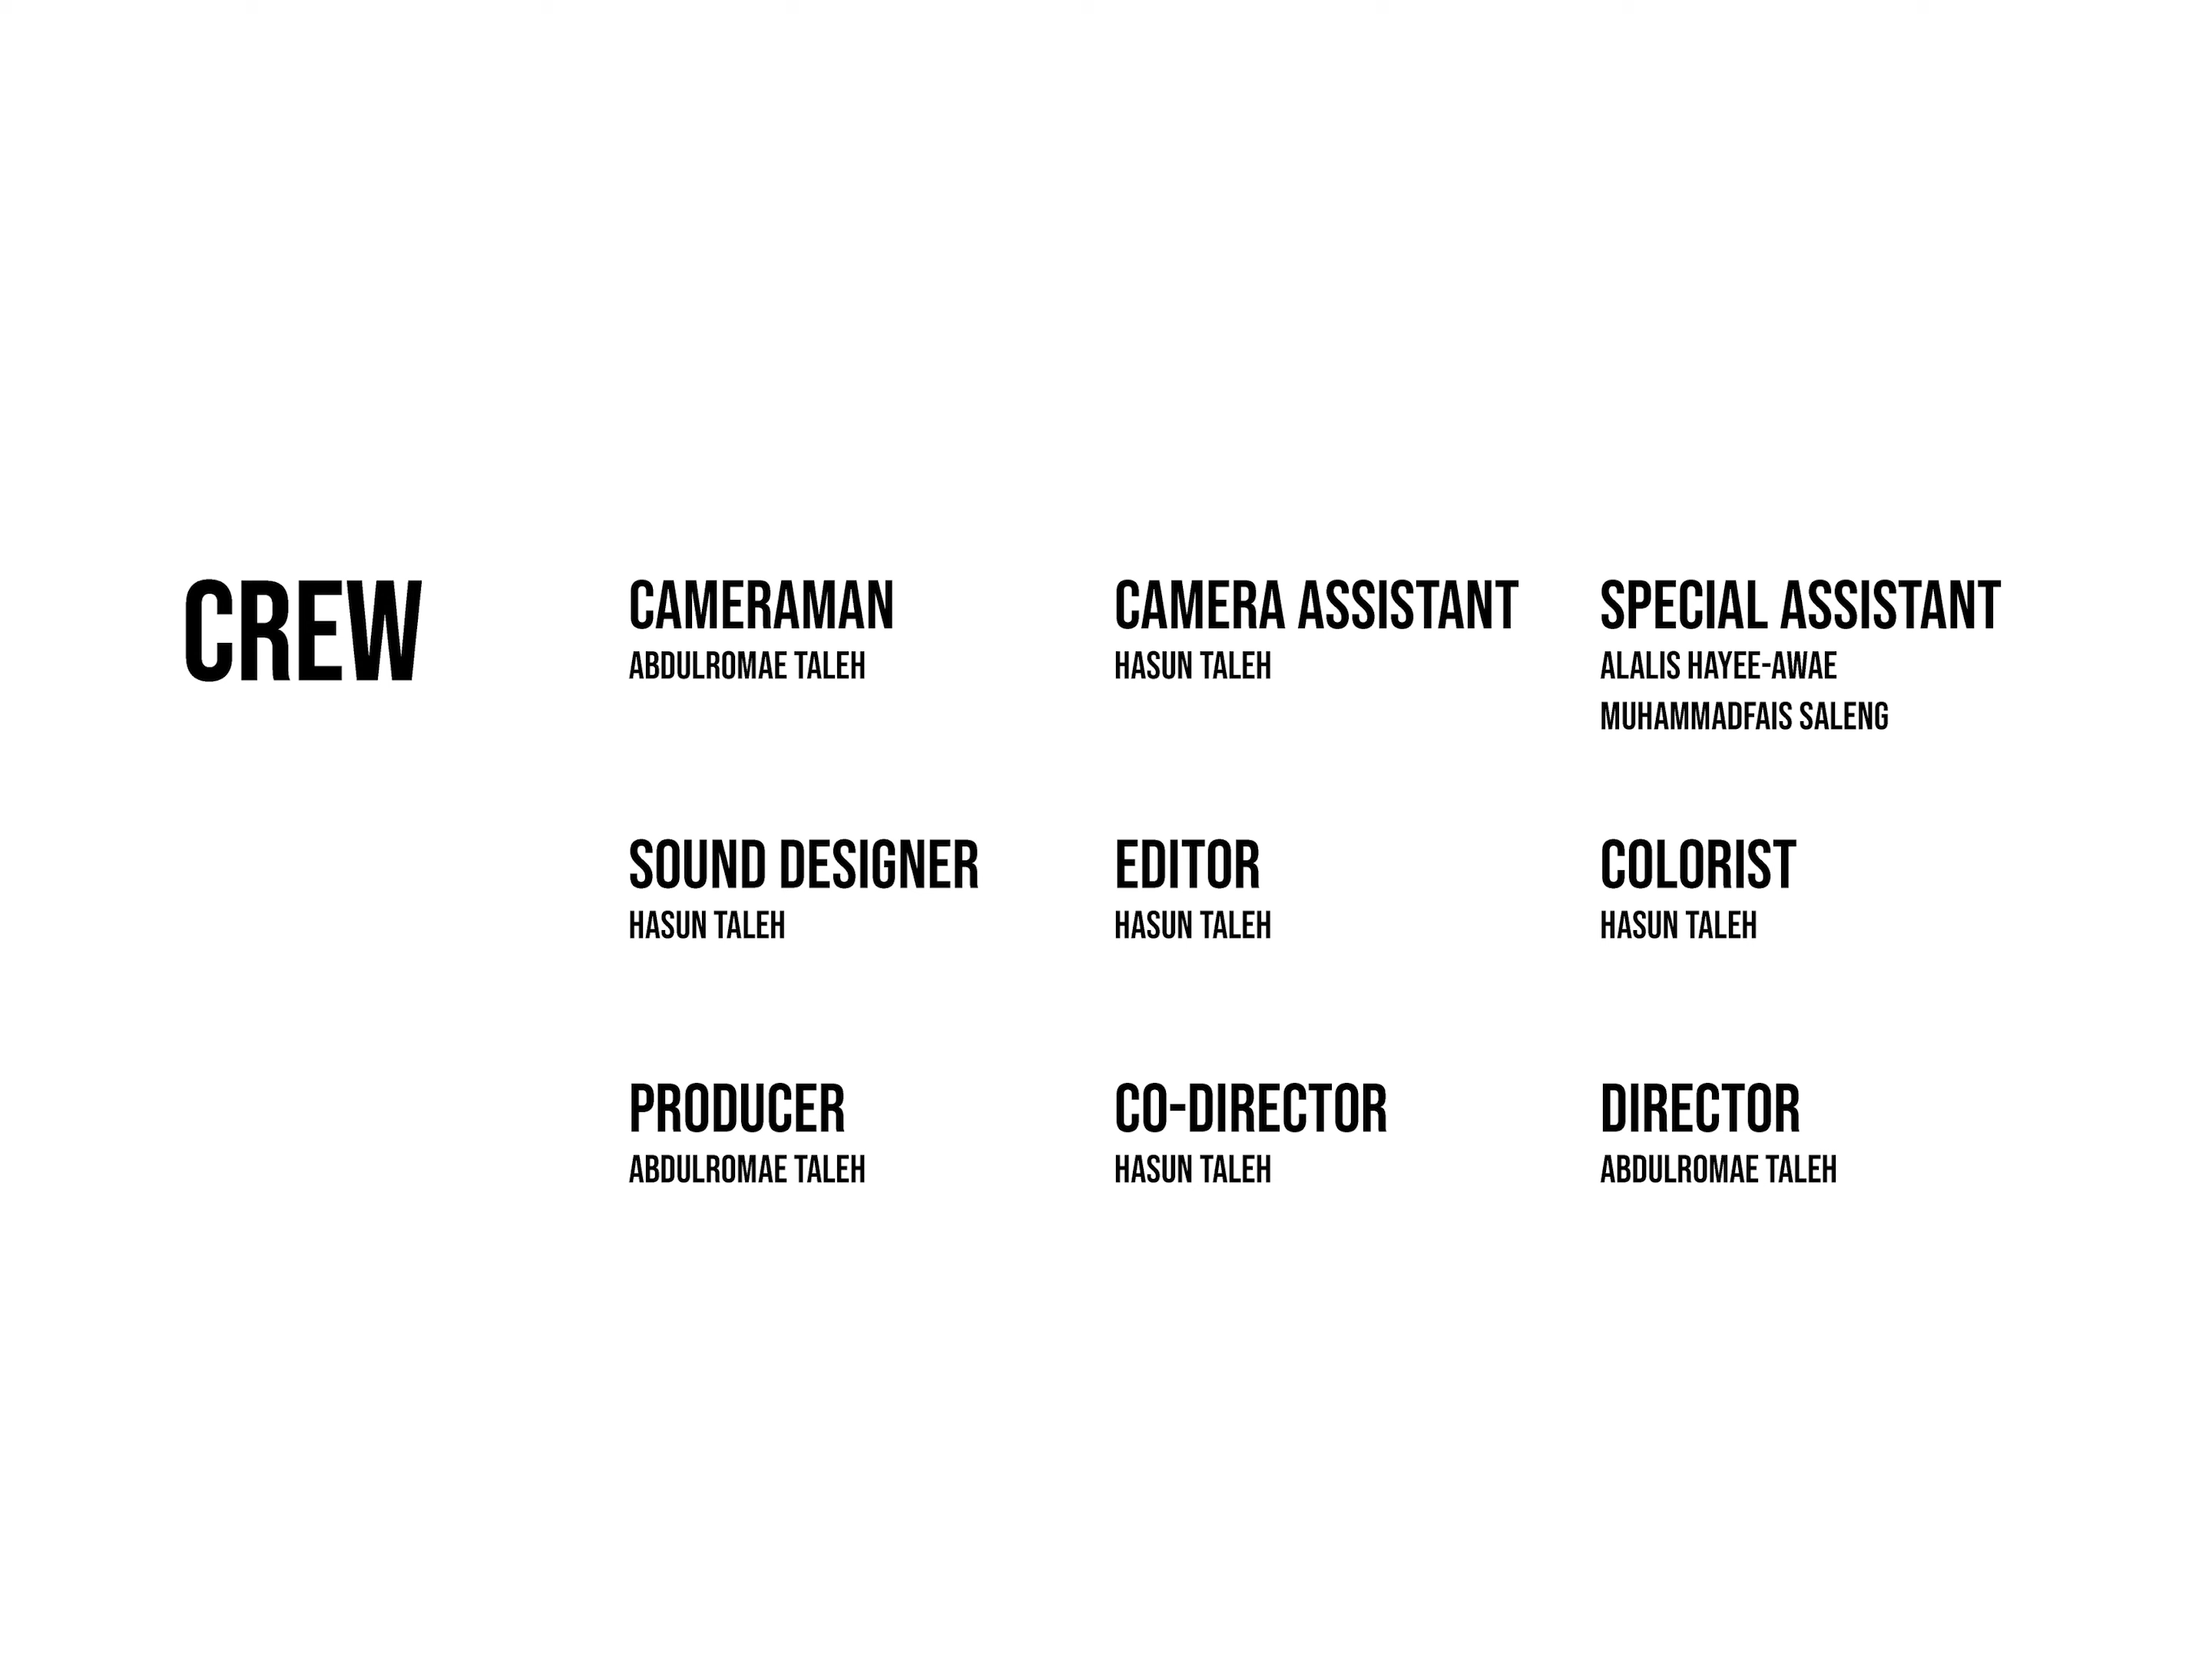 CREW
CAMERAMAN
ABDULROMAE TALEH
CAMERA ASSISTANT
HASUN TALEH
SPECIAL ASSISTANT
ALALIS HAYEE-AWAE
MUHAMMADFAIS SALENG
SOUND DESIGNER
HASUN TALEH
EDITOR
HASUN TALEH
COLORIST
HASUN TALEH
PRODUCER
ABDULROMAE TALEH
CO-DIRECTOR
HASUN TALEH
DIRECTOR
ABDULROMAE TALEH